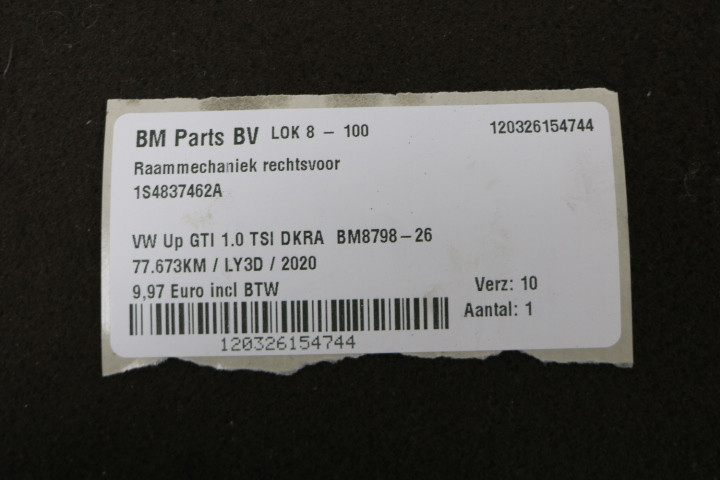 BM Parts BV LOK 8 - 100 120326154744
Raammechaniek rechtsvoor
1S4837462A
VW Up GTI 1.0 TSI DKRA BM8798-26
77.673KM / LY3D / 2020
9,97 Euro incl BTW Verz: 10
Aantal: 1
120326154744